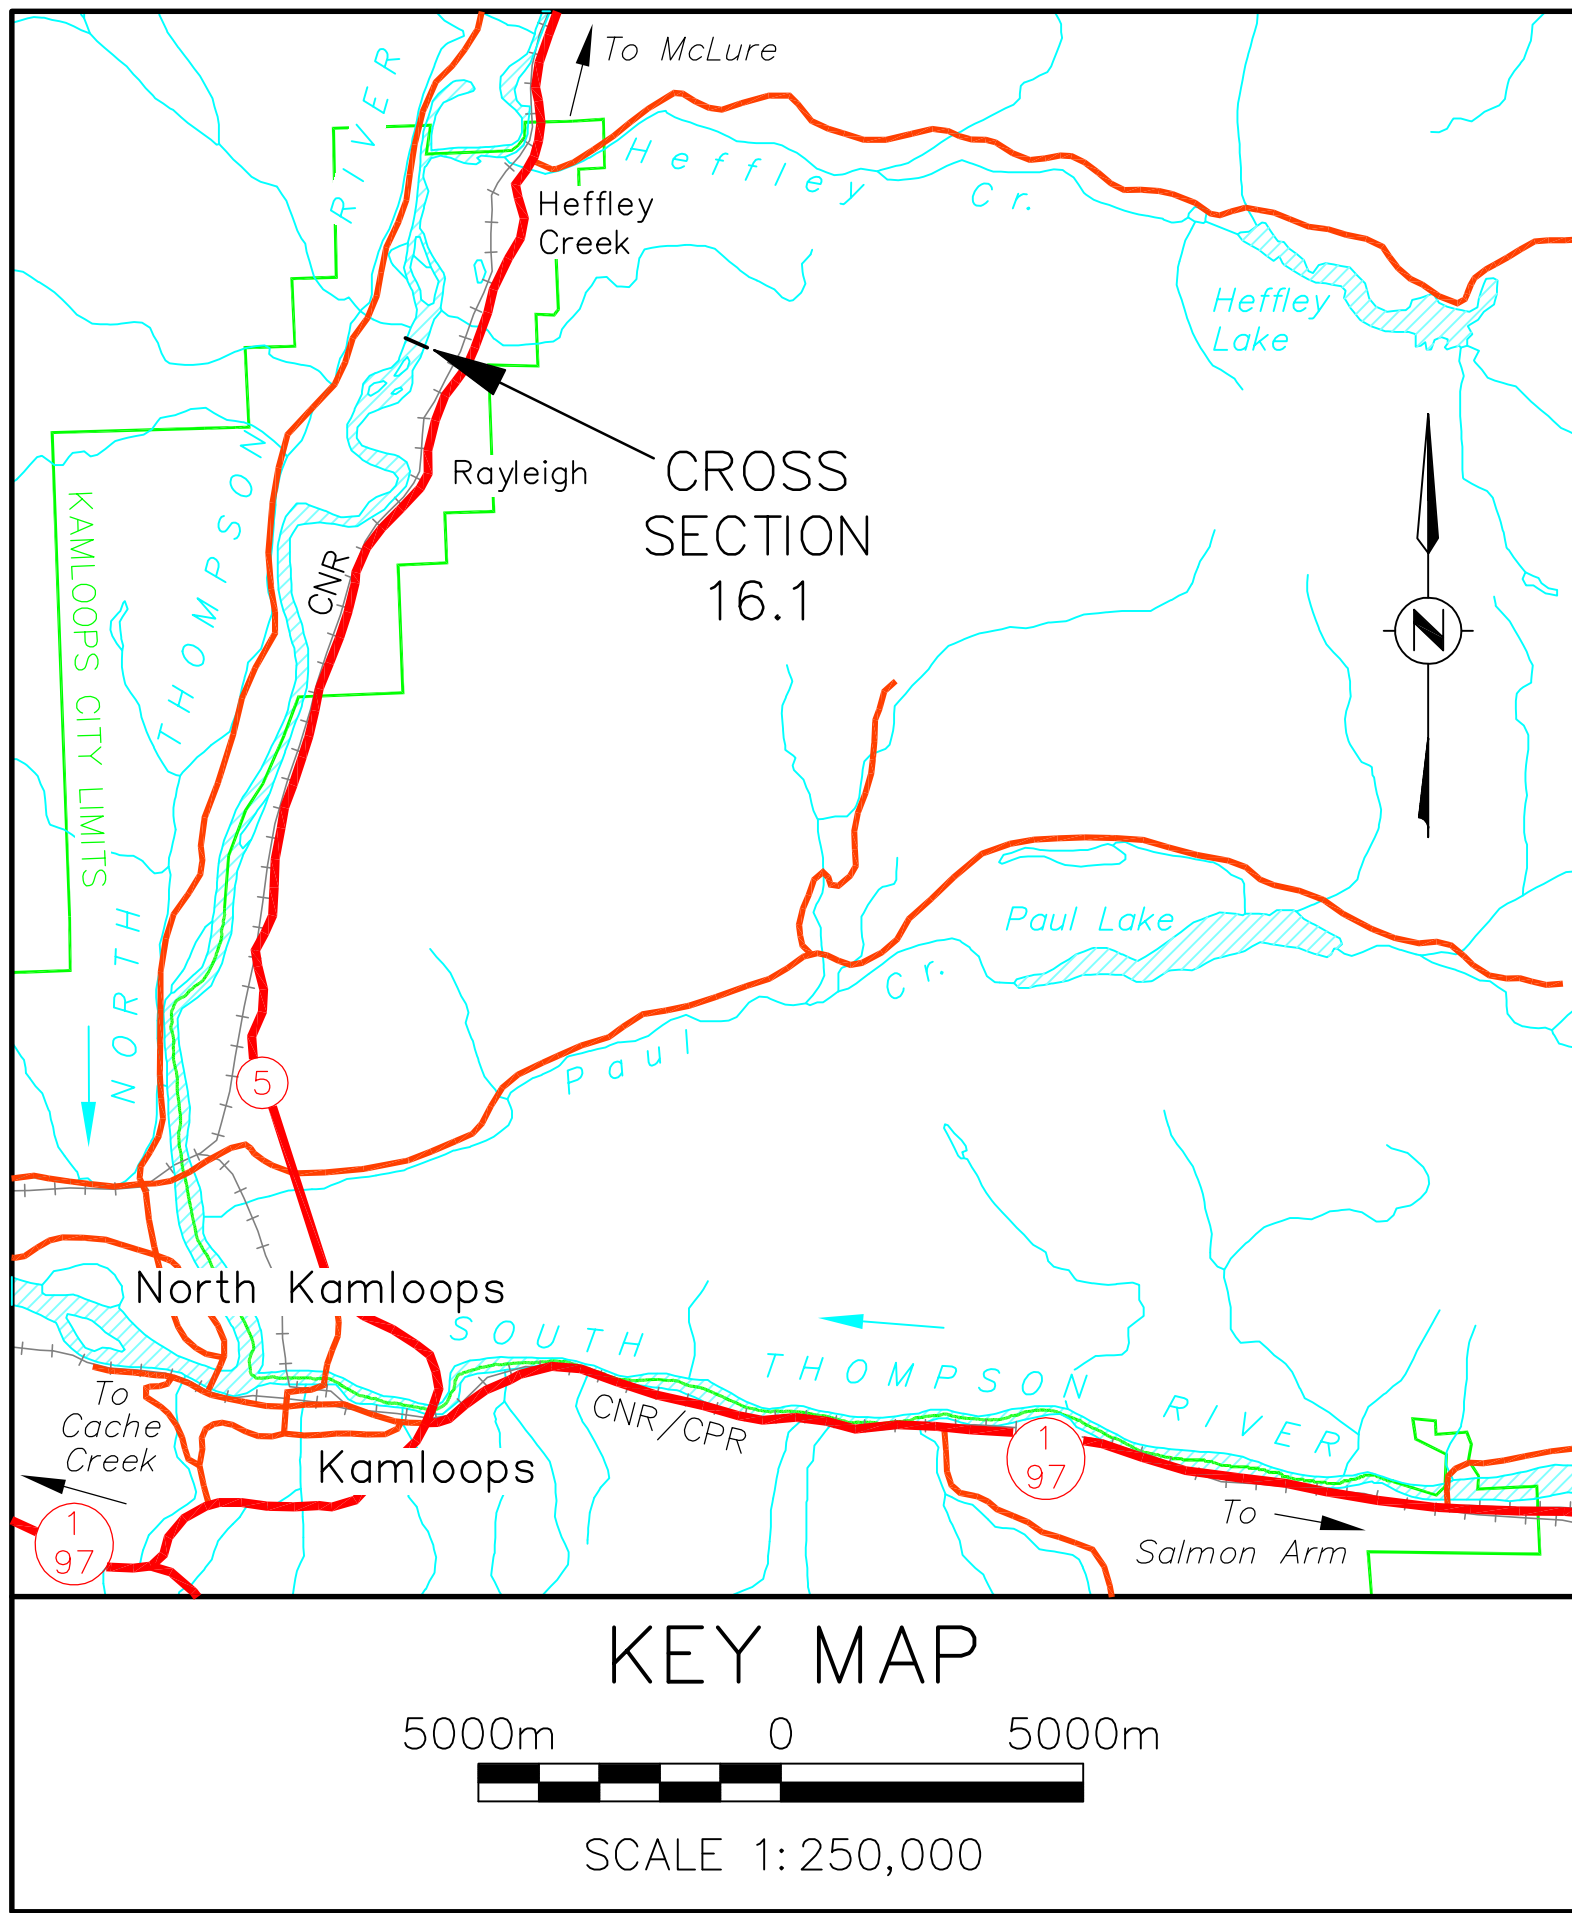 To McLure
RIVER
Heffley Cr.
Heffley
Creek
Heffley
Lake
CROSS
SECTION
16.1
Rayleigh
KAMLOOPS CITY LIMITS
NORTH THOMPSON
CNR
N
Paul Lake
Paul Cr.
5
North Kamloops
SOUTH THOMPSON RIVER
To
Cache
Creek
CNR/CPR
Kamloops
1
97
1
97
To
Salmon Arm
KEY MAP
5000m 0 5000m
SCALE 1:250,000